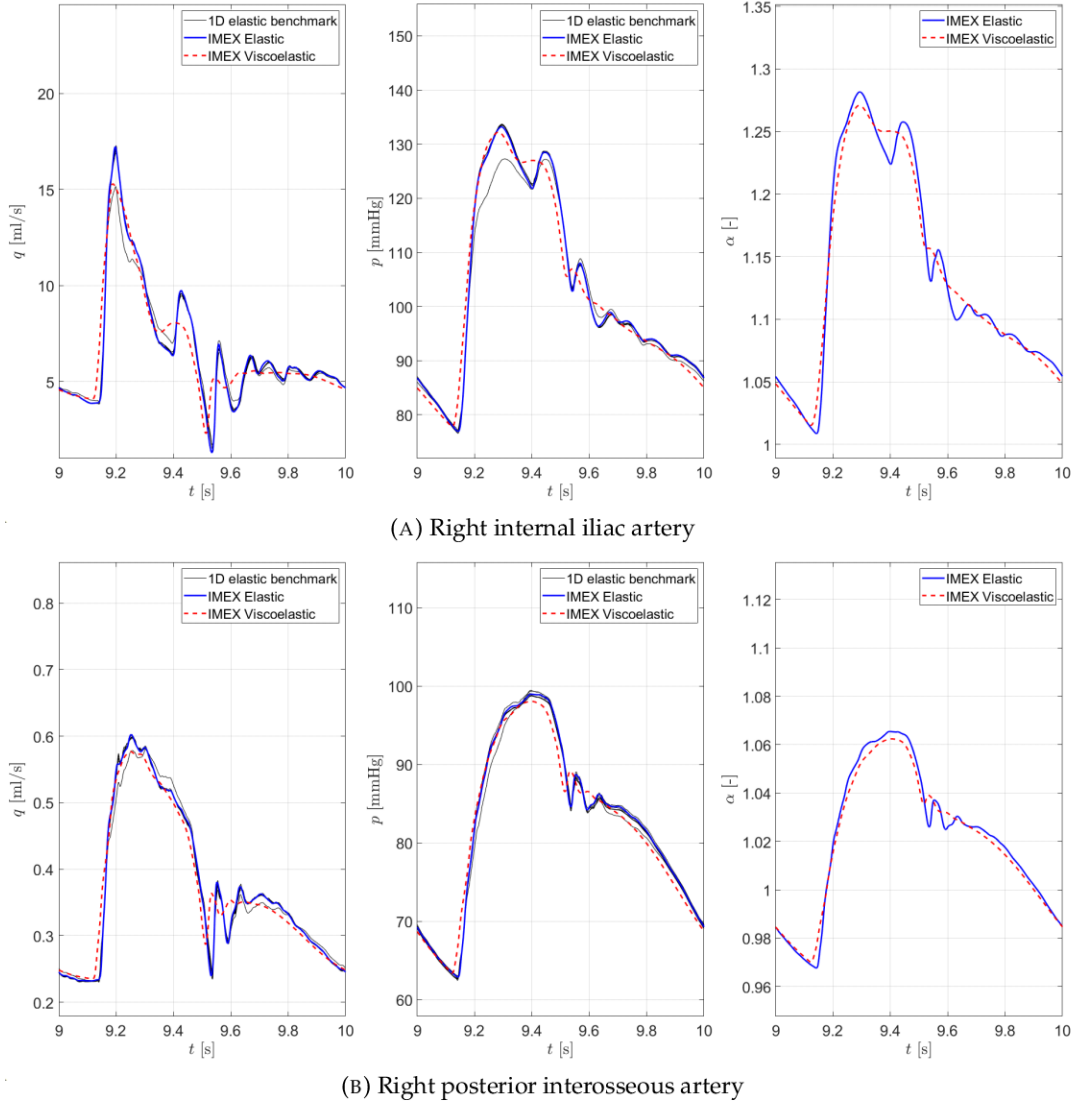 1D elastic benchmark
IMEX Elastic
IMEX Viscoelastic
20
15
10
5
q [ml/s]
9 9.2 9.4 9.6 9.8 10
t [s]
1D elastic benchmark
IMEX Elastic
IMEX Viscoelastic
150
140
130
120
110
100
90
80
p [mmHg]
9 9.2 9.4 9.6 9.8 10
t [s]
IMEX Elastic
IMEX Viscoelastic
1.35
1.3
1.25
1.2
1.15
1.1
1.05
1
α [-]
9 9.2 9.4 9.6 9.8 10
t [s]
(A) Right internal iliac artery
1D elastic benchmark
IMEX Elastic
IMEX Viscoelastic
0.8
0.7
0.6
0.5
0.4
0.3
0.2
q [ml/s]
9 9.2 9.4 9.6 9.8 10
t [s]
1D elastic benchmark
IMEX Elastic
IMEX Viscoelastic
110
100
90
80
70
60
p [mmHg]
9 9.2 9.4 9.6 9.8 10
t [s]
IMEX Elastic
IMEX Viscoelastic
1.12
1.1
1.08
1.06
1.04
1.02
1
0.98
0.96
α [-]
9 9.2 9.4 9.6 9.8 10
t [s]
(B) Right posterior interosseous artery